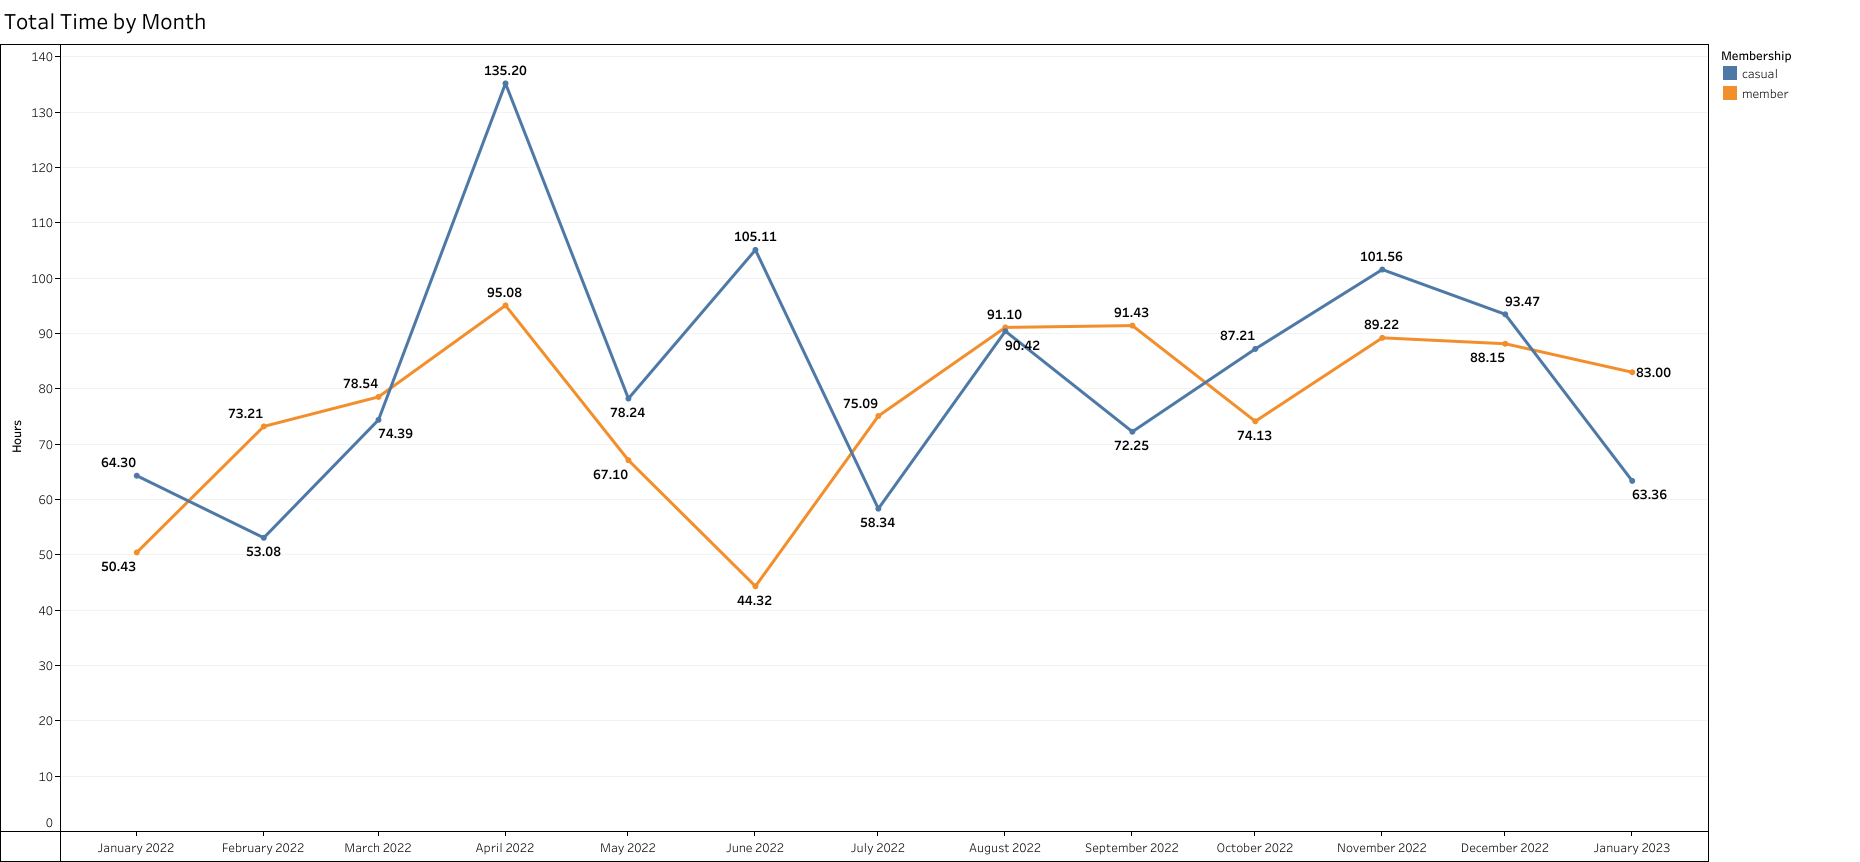 Total Time by Month
Membership
casual
member
Hours
140
130
120
110
100
90
80
70
60
50
40
30
20
10
0
135.20
105.11
101.56
95.08
93.47
91.10
91.43
90.42
89.22
87.21
88.15
83.00
78.54
78.24
75.09
74.39
74.13
73.21
72.25
67.10
64.30
63.36
58.34
53.08
50.43
44.32
January 2022
February 2022
March 2022
April 2022
May 2022
June 2022
July 2022
August 2022
September 2022
October 2022
November 2022
December 2022
January 2023